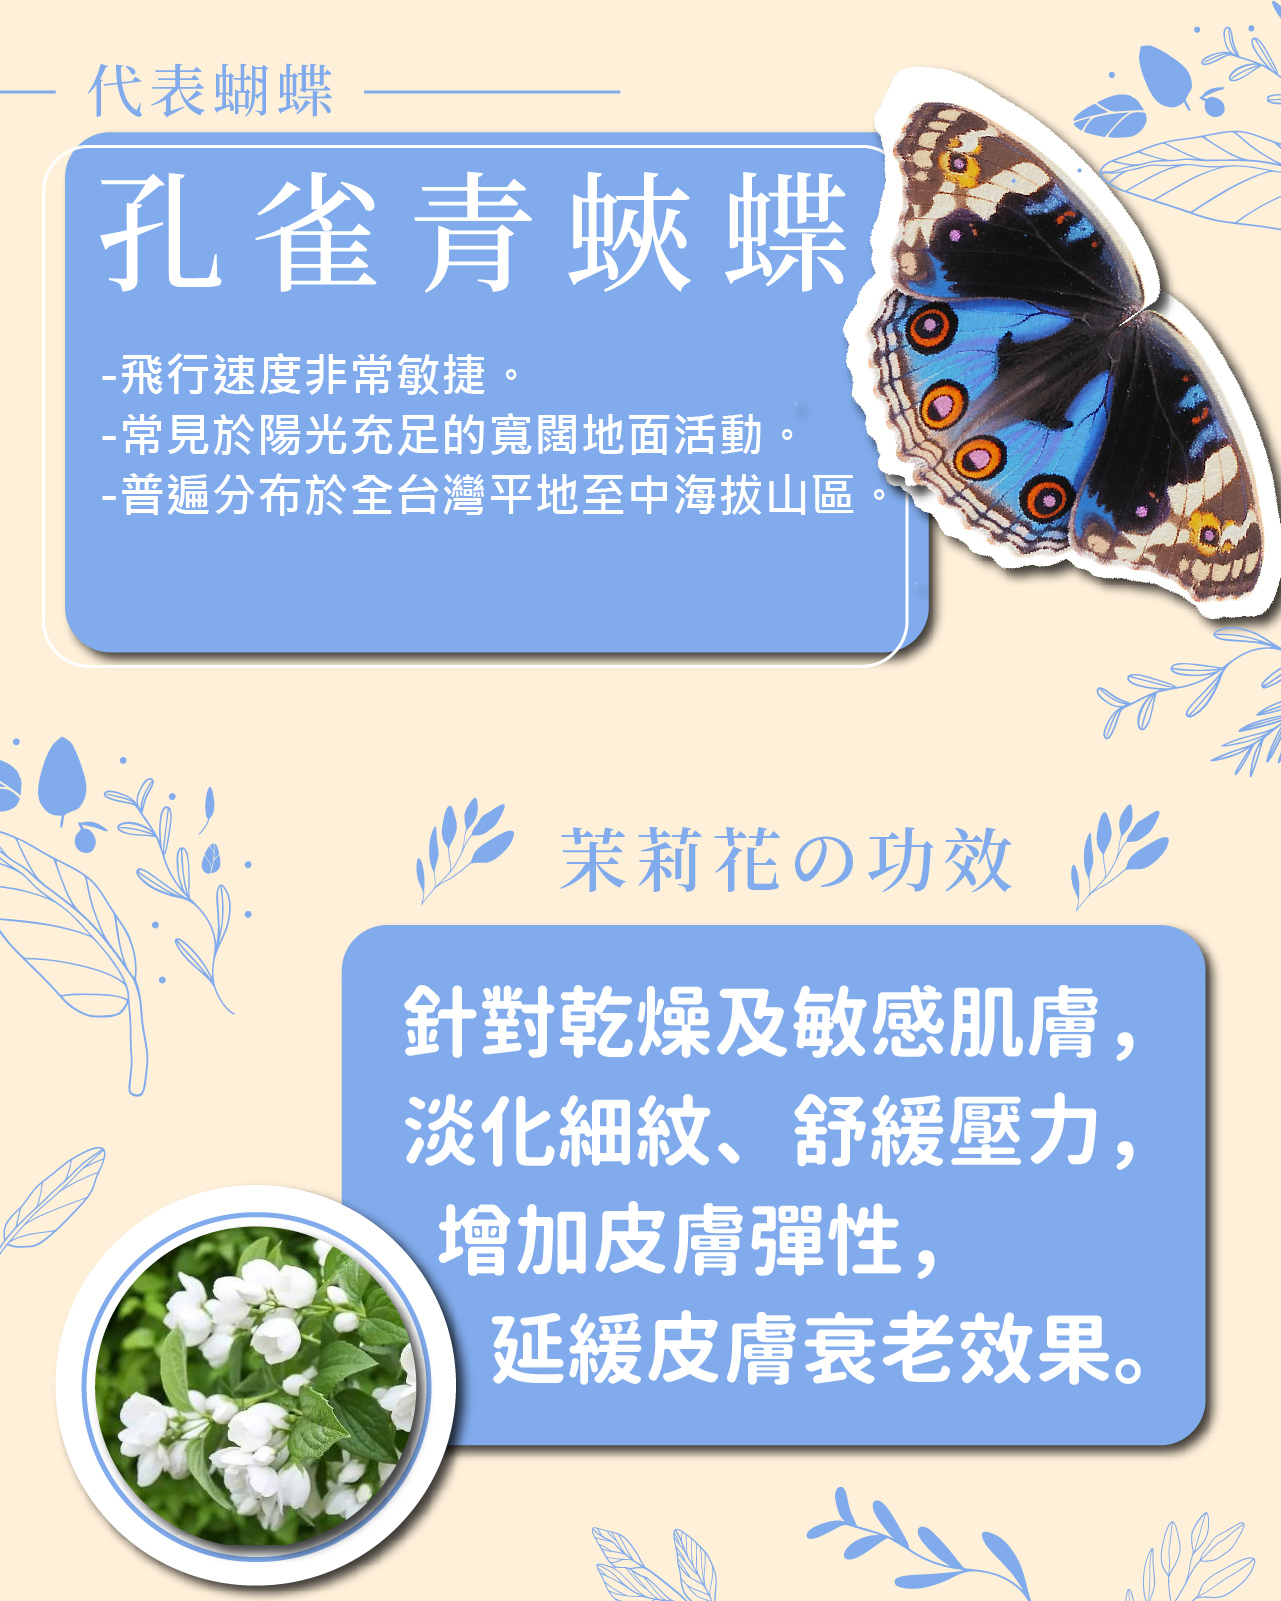 代表蝴蝶
孔雀青蛺蝶
-飛行速度非常敏捷。
-常見於陽光充足的寬闊地面活動。
-普遍分布於全台灣平地至中海拔山區。
茉莉花の功效
針對乾燥及敏感肌膚，
淡化細紋、舒緩壓力，
增加皮膚彈性，
延緩皮膚衰老效果。